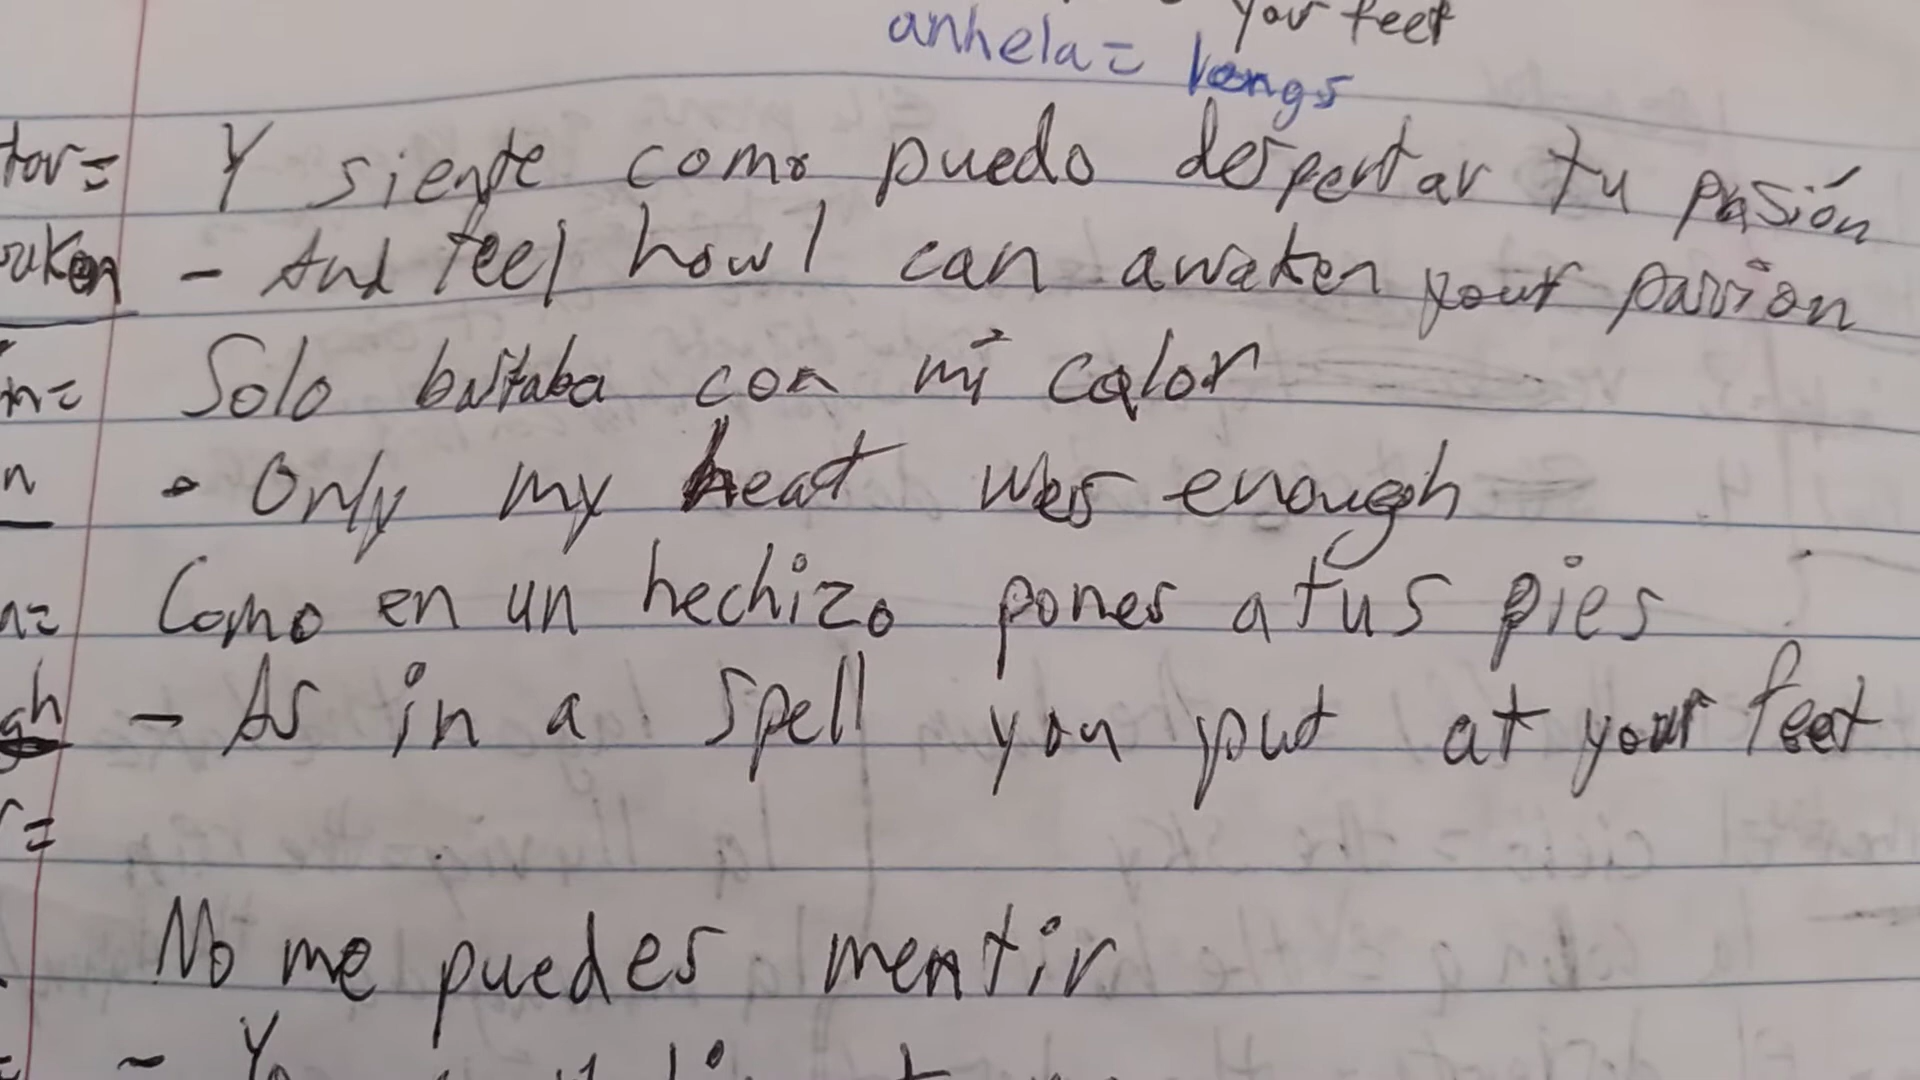 your feet
anhela = longs
Y siente como puedo despertar tu pasión
- And feel how I can awaken your passion
Solo bastaba con mi calor
- Only my heat was enough
Como en un hechizo pones a tus pies
- As in a spell you put at your feet
No me puedes mentir